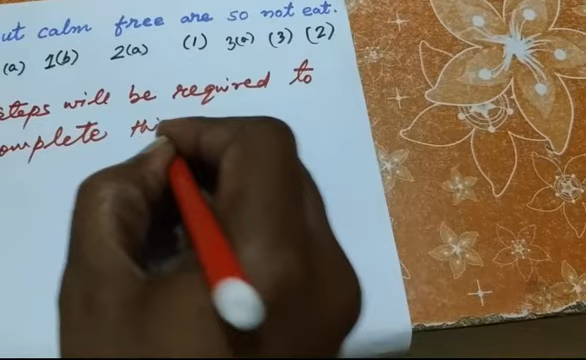 ut calm free are so not eat.
(a) 1(b) 2(a) (1) 3(a) (3) (2)
steps will be required to
omplete thi